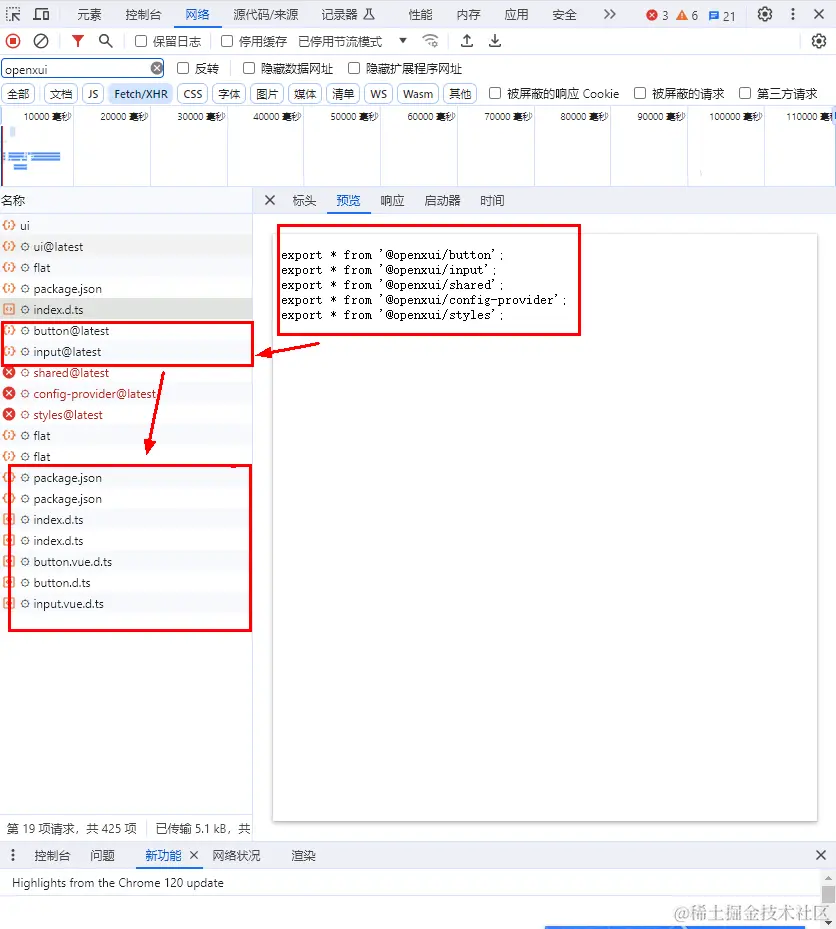 元素 控制台 网络 源代码/来源 记录器 性能 内存 应用 安全 3 6 21
保留日志 停用缓存 已停用节流模式
openxui 反转 隐藏数据网址 隐藏扩展程序网址
全部 文档 JS Fetch/XHR CSS 字体 图片 媒体 清单 WS Wasm 其他 被屏蔽的响应 Cookie 被屏蔽的请求 第三方请求
10000 毫秒 20000 毫秒 30000 毫秒 40000 毫秒 50000 毫秒 60000 毫秒 70000 毫秒 80000 毫秒 90000 毫秒 100000 毫秒 110000 毫秒
名称 标头 预览 响应 启动器 时间
ui
ui@latest
flat
package.json
index.d.ts
button@latest
input@latest
shared@latest
config-provider@latest
styles@latest
flat
flat
package.json
package.json
index.d.ts
index.d.ts
button.vue.d.ts
button.d.ts
input.vue.d.ts
export * from '@openxui/button';
export * from '@openxui/input';
export * from '@openxui/shared';
export * from '@openxui/config-provider';
export * from '@openxui/styles';
第 19 项请求，共 425 项 已传输 5.1 kB，共
控制台 问题 新功能 网络状况 渲染
Highlights from the Chrome 120 update
@稀土掘金技术社区